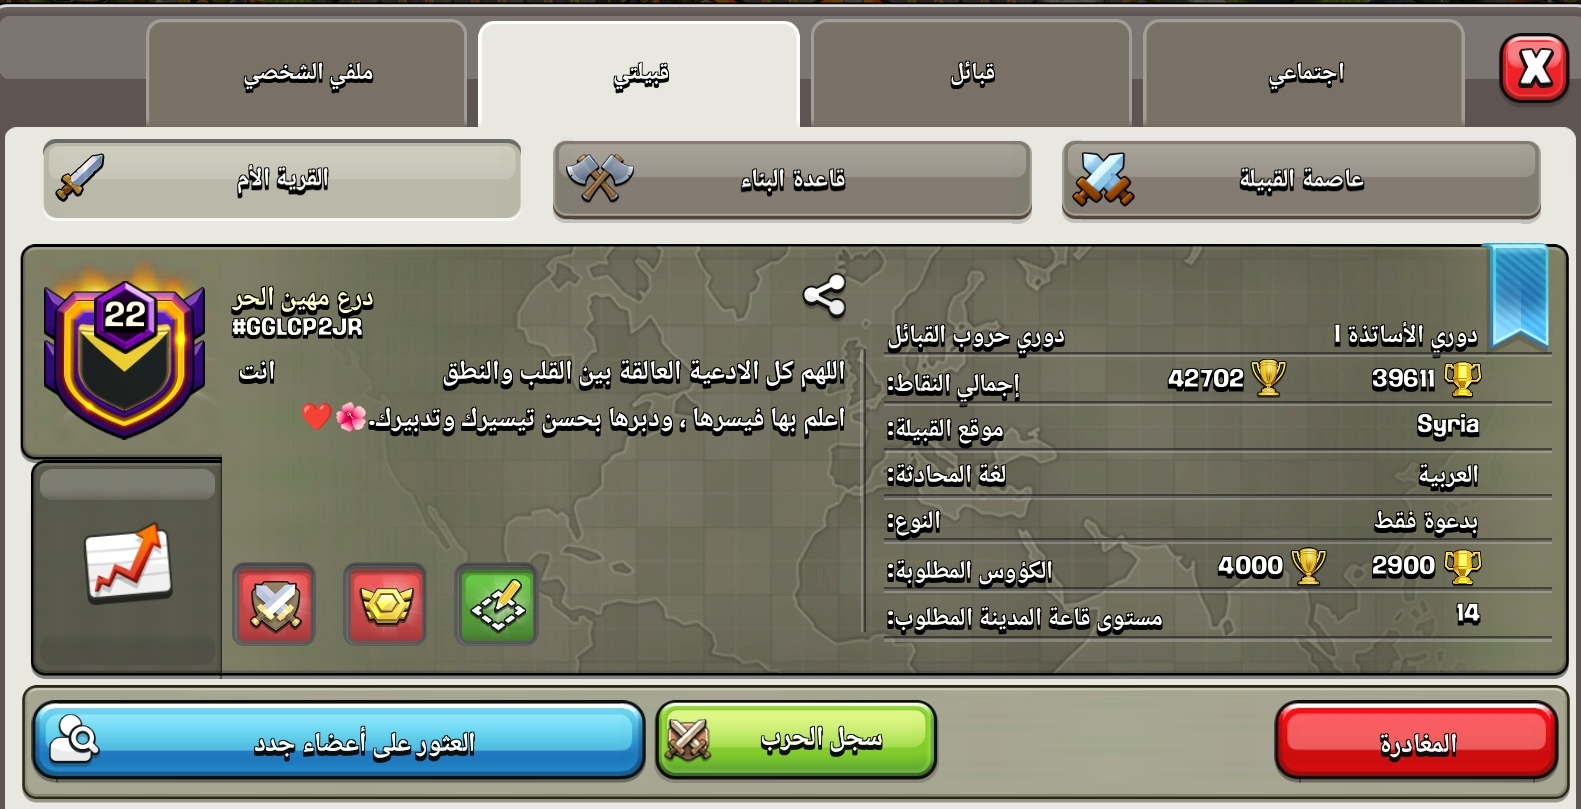 اجتماعي
قبائل
قبيلتي
ملفي الشخصي
X
عاصمة القبيلة
قاعدة البناء
القرية الأم
22
درع مهين الحر
#GGLCP2JR
اللهم كل الادعية العالقة بين القلب والنطق انت
اعلم بها فيسرها ، ودبرها بحسن تيسيرك وتدبيرك.🌺❤️
دوري حروب القبائل دوري الأساتذة I
إجمالي النقاط: 42702 39611
موقع القبيلة: Syria
لغة المحادثة: العربية
النوع: بدعوة فقط
الكؤوس المطلوبة: 4000 2900
مستوى قاعة المدينة المطلوب: 14
العثور على أعضاء جدد
سجل الحرب
المغادرة